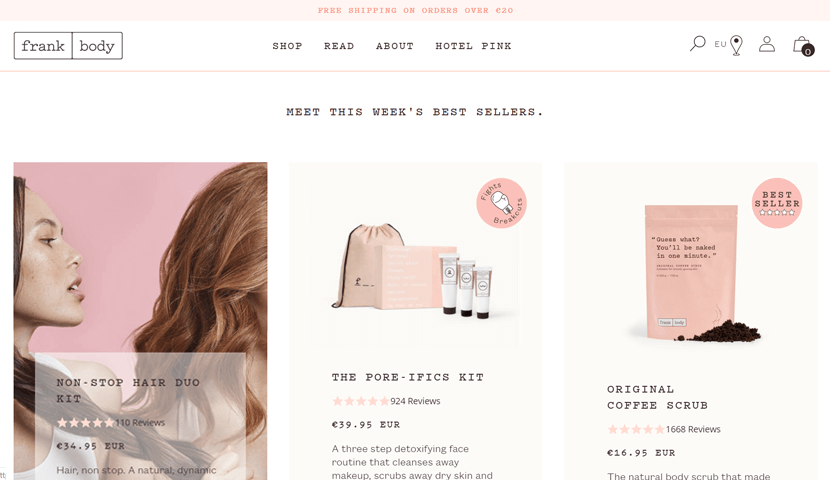 FREE SHIPPING ON ORDERS OVER €20
frank body
SHOP READ ABOUT HOTEL PINK
EU
0
MEET THIS WEEK'S BEST SELLERS.
NON-STOP HAIR DUO
KIT
110 Reviews
€34.95 EUR
Hair, non stop. A natural, dynamic
Fights
Breakouts
THE PORE-IFICS KIT
924 Reviews
€39.95 EUR
A three step detoxifying face
routine that cleanses away
makeup, scrubs away dry skin and
BEST
SELLER
"Guess what?
You'll be naked
in one minute."
ORIGINAL COFFEE SCRUB
frank body
ORIGINAL
COFFEE SCRUB
1668 Reviews
€16.95 EUR
The natural body scrub that made